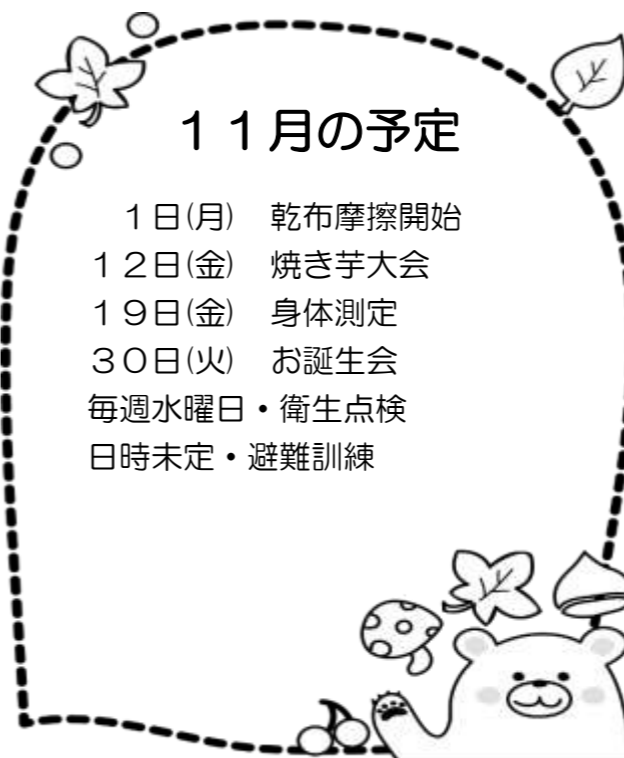 １１月の予定
１日(月)　乾布摩擦開始
１２日(金)　焼き芋大会
１９日(金)　身体測定
３０日(火)　お誕生会
毎週水曜日・衛生点検
日時未定・避難訓練